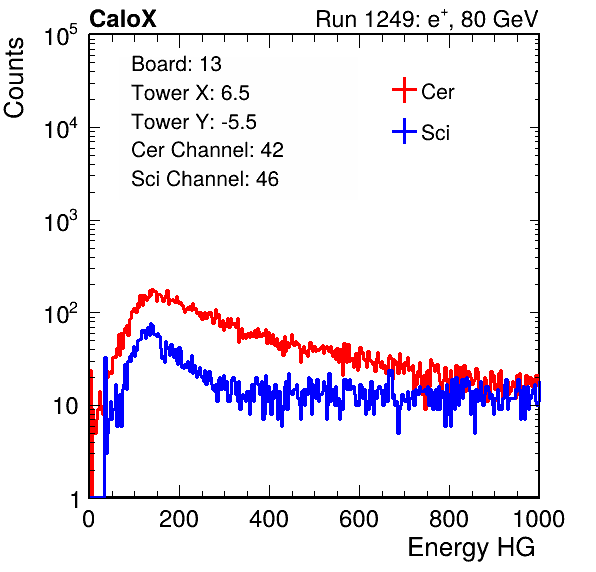 CaloX Run 1249: e⁺, 80 GeV
Board: 13
Tower X: 6.5
Tower Y: -5.5
Cer Channel: 42
Sci Channel: 46
Cer
Sci
Counts
10⁵
10⁴
10³
10²
10
1
0 200 400 600 800 1000
Energy HG